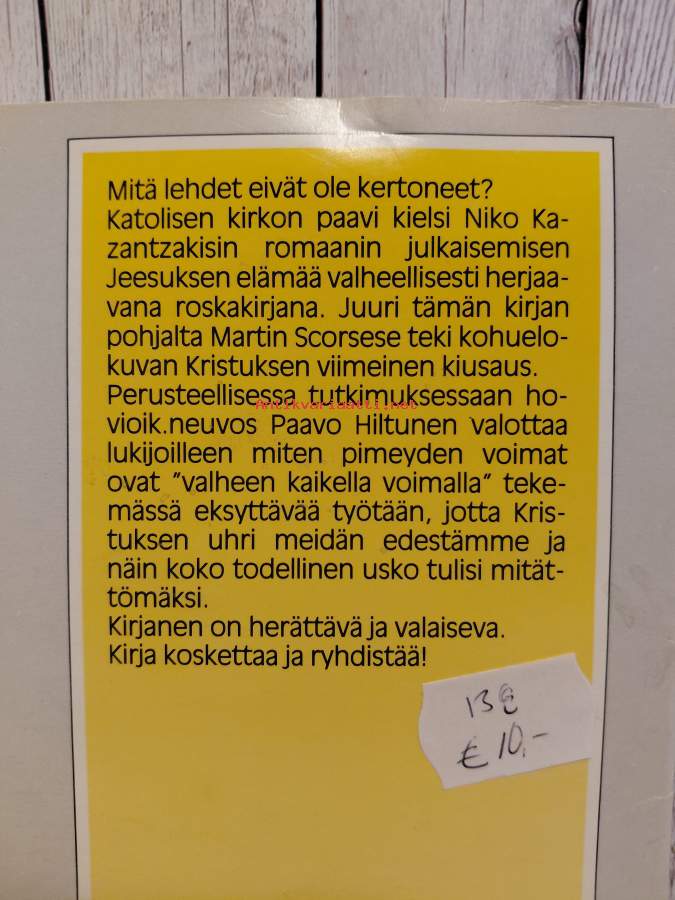 Mitä lehdet eivät ole kertoneet?
Katolisen kirkon paavi kielsi Niko Ka-
zantzakisin romaanin julkaisemisen
Jeesuksen elämää valheellisesti herjaa-
vana roskakirjana. Juuri tämän kirjan
pohjalta Martin Scorsese teki kohuelo-
kuvan Kristuksen viimeinen kiusaus.
Perusteellisessa tutkimuksessaan ho-
Antikvariaatti.net
vioik.neuvos Paavo Hiltunen valottaa
lukijoilleen miten pimeyden voimat
ovat ”valheen kaikella voimalla” teke-
mässä eksyttävää työtään, jotta Kris-
tuksen uhri meidän edestämme ja
näin koko todellinen usko tulisi mität-
tömäksi.
Kirjanen on herättävä ja valaiseva.
Kirja koskettaa ja ryhdistää!
€ 10,-